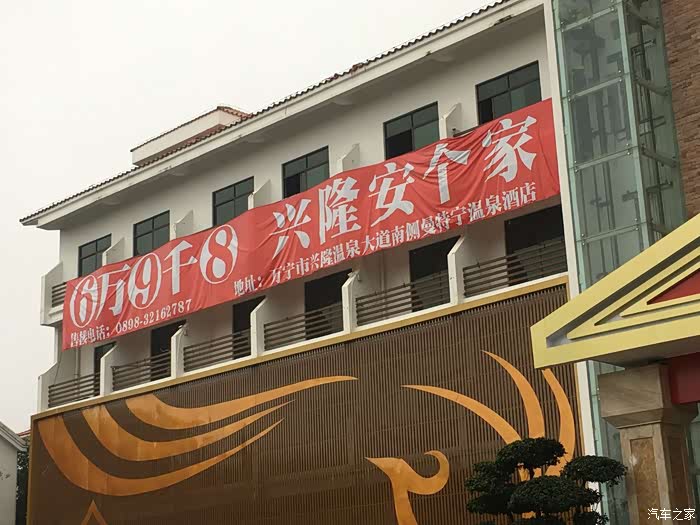 ⑥万⑨千⑧ 兴隆安个家
售楼电话：0898-32162787
地址：万宁市兴隆温泉大道南侧曼特宁温泉酒店
汽车之家